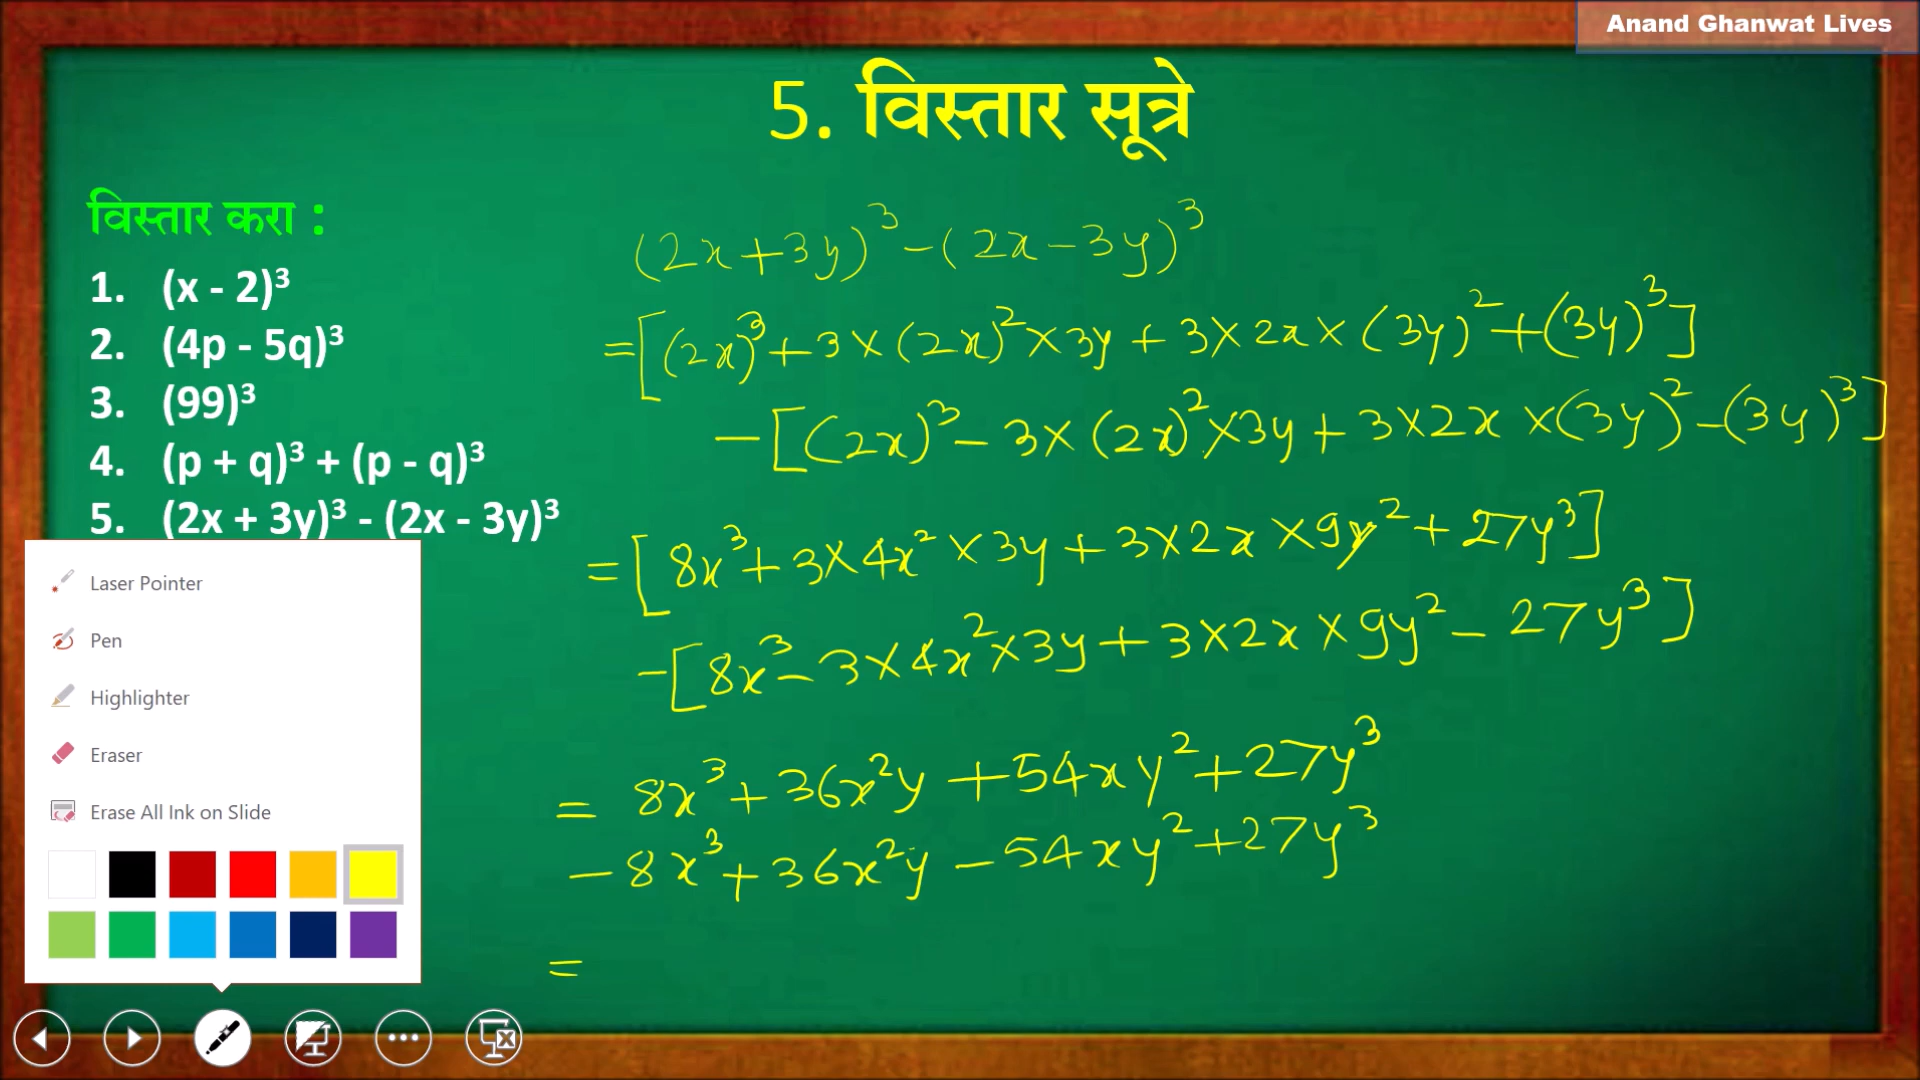 Anand Ghanwat Lives
5. विस्तार सूत्रे
विस्तार करा :
1. (x - 2)³
2. (4p - 5q)³
3. (99)³
4. (p + q)³ + (p - q)³
5. (2x + 3y)³ - (2x - 3y)³
(2x+3y)³-(2x-3y)³
=[(2x)³+3×(2x)²×3y+3×2x×(3y)²+(3y)³]
-[(2x)³-3×(2x)²×3y+3×2x×(3y)²-(3y)³]
=[8x³+3×4x²×3y+3×2x×9y²+27y³]
-[8x³-3×4x²×3y+3×2x×9y²-27y³]
= 8x³+36x²y+54xy²+27y³
-8x³+36x²y-54xy²+27y³
=
Laser Pointer
Pen
Highlighter
Eraser
Erase All Ink on Slide